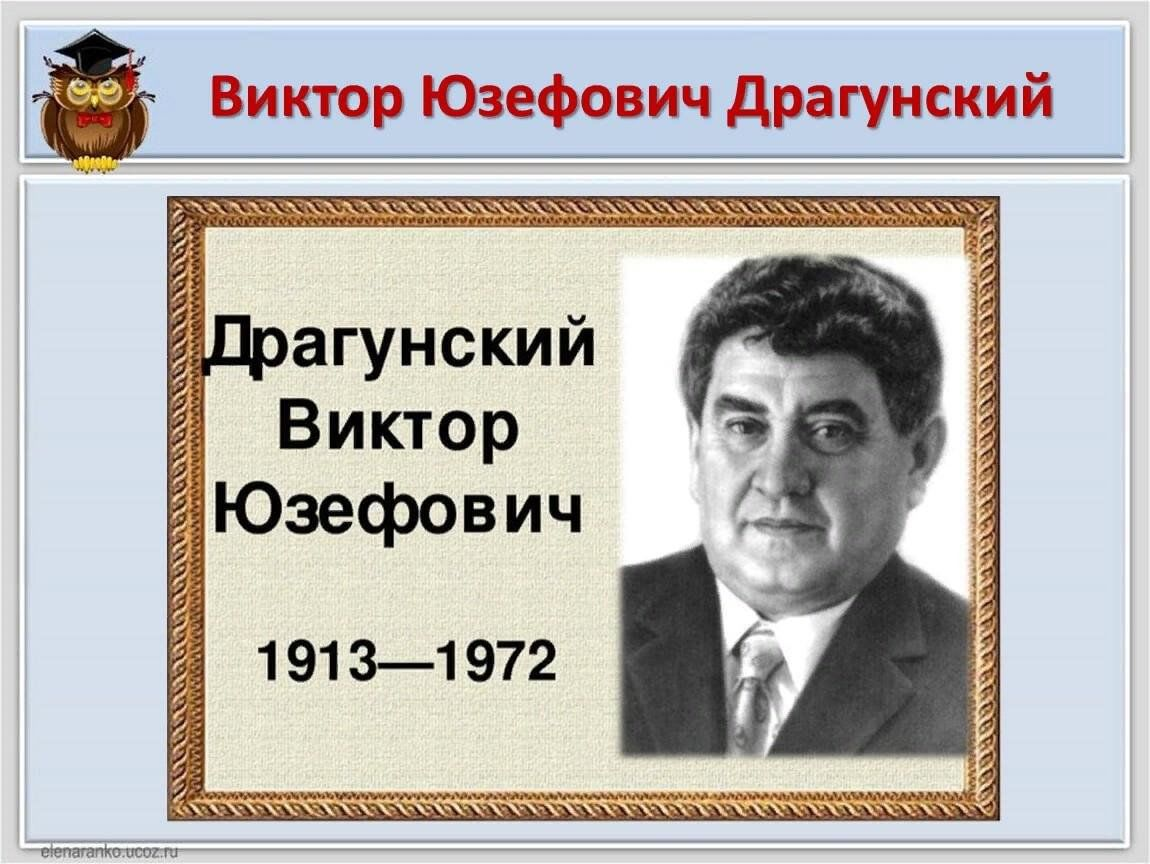 Виктор Юзефович Драгунский
Драгунский
Виктор
Юзефович
1913—1972
elenaranko.ucoz.ru